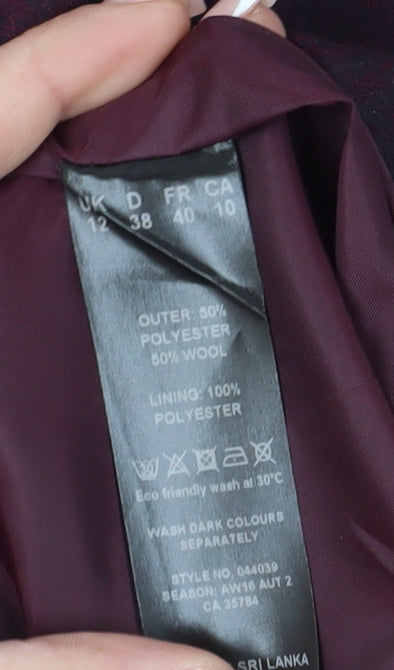 UK D FR CA
12 38 40 10
OUTER: 50%
POLYESTER
50% WOOL
LINING: 100%
POLYESTER
Eco friendly wash at 30°C
WASH DARK COLOURS
SEPARATELY
STYLE NO. 044039
SEASON: AW16 AUT 2
CA 35784
SRI LANKA